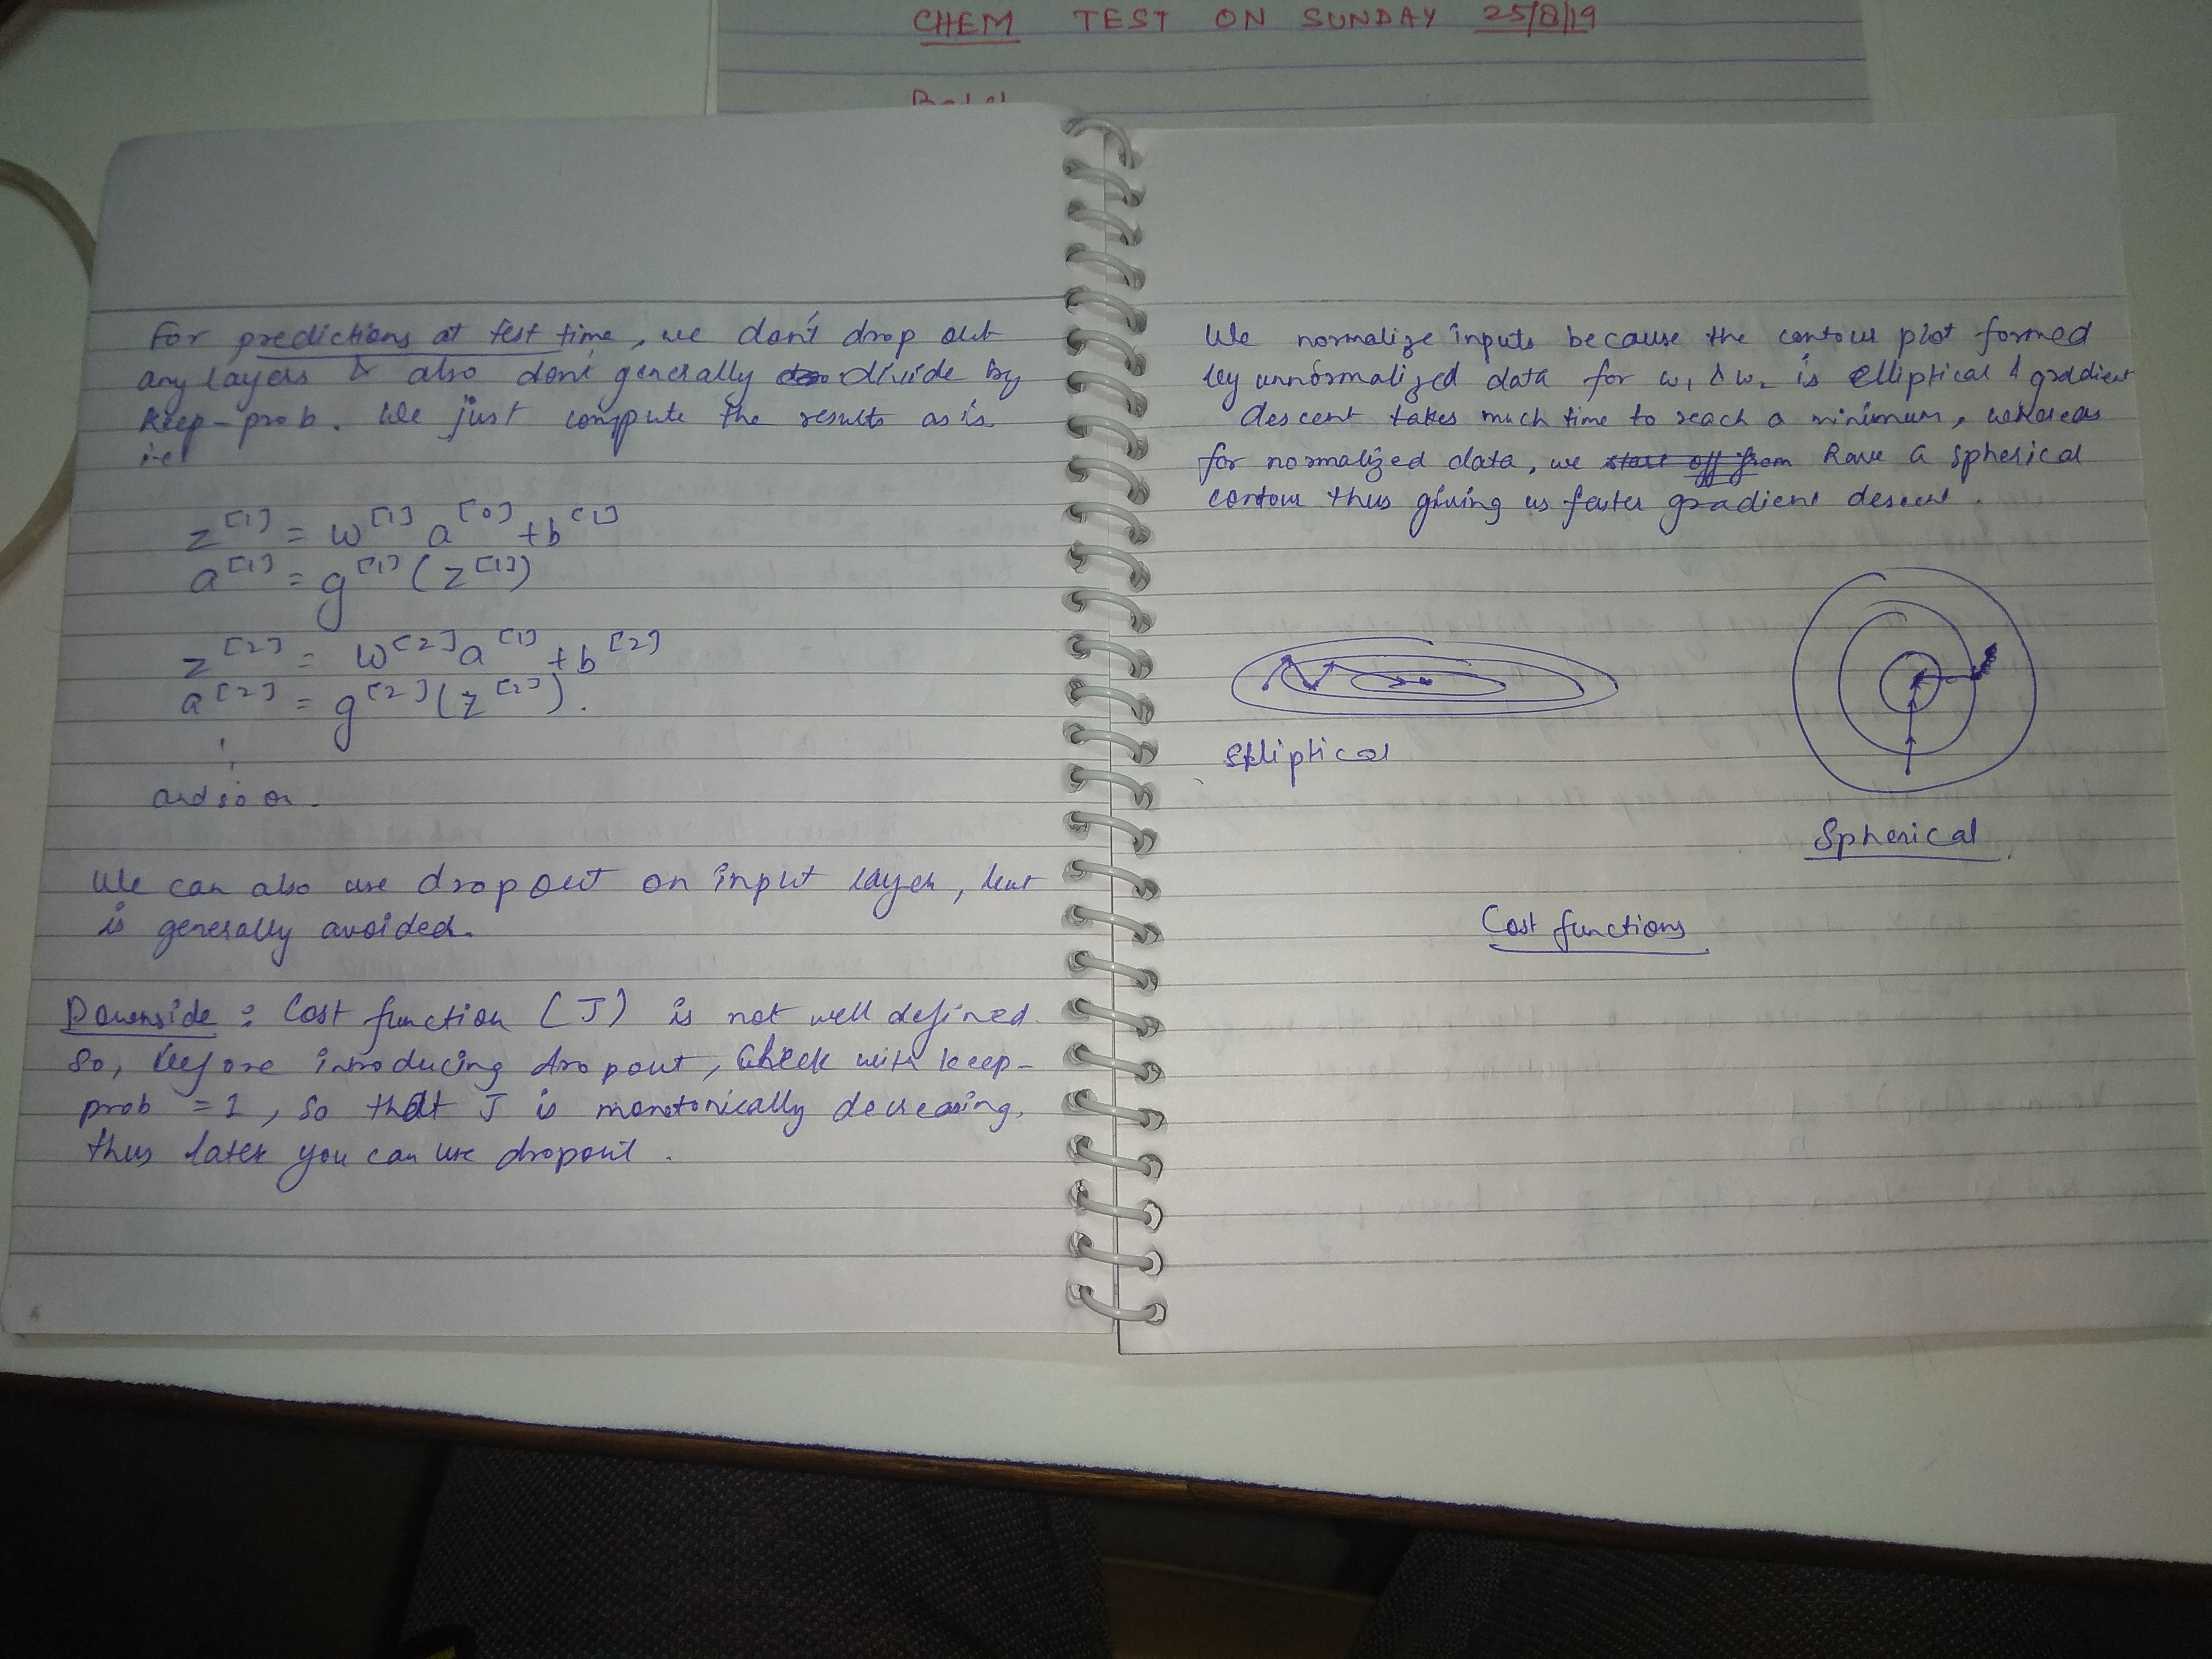 CHEM TEST ON SUNDAY 25/8/19
For predictions at test time, we don't drop out
any layers & also dont generally divide by
keep-prob. We just compute the results as is
i.e
z[1] = w[1] a[0] + b[1]
a[1] = g[1] (z[1])
z[2] = w[2] a[1] + b[2]
a[2] = g[2] (z[2]).
and so on.
We can also use dropout on input layer, but
is generally avoided.
Downside : Cost function (J) is not well defined.
So, before introducing dropout, check with keep-
prob = 1, so that J is monotonically decreasing,
thus later you can use dropout.
We normalize inputs because the contour plot formed
by unnormalized data for w1 & w2 is elliptical & gradient
descent takes much time to reach a minimum, whereas
for normalized data, we start off from have a spherical
contour thus giving us faster gradient descent.
Elliptical
Spherical
Cost functions